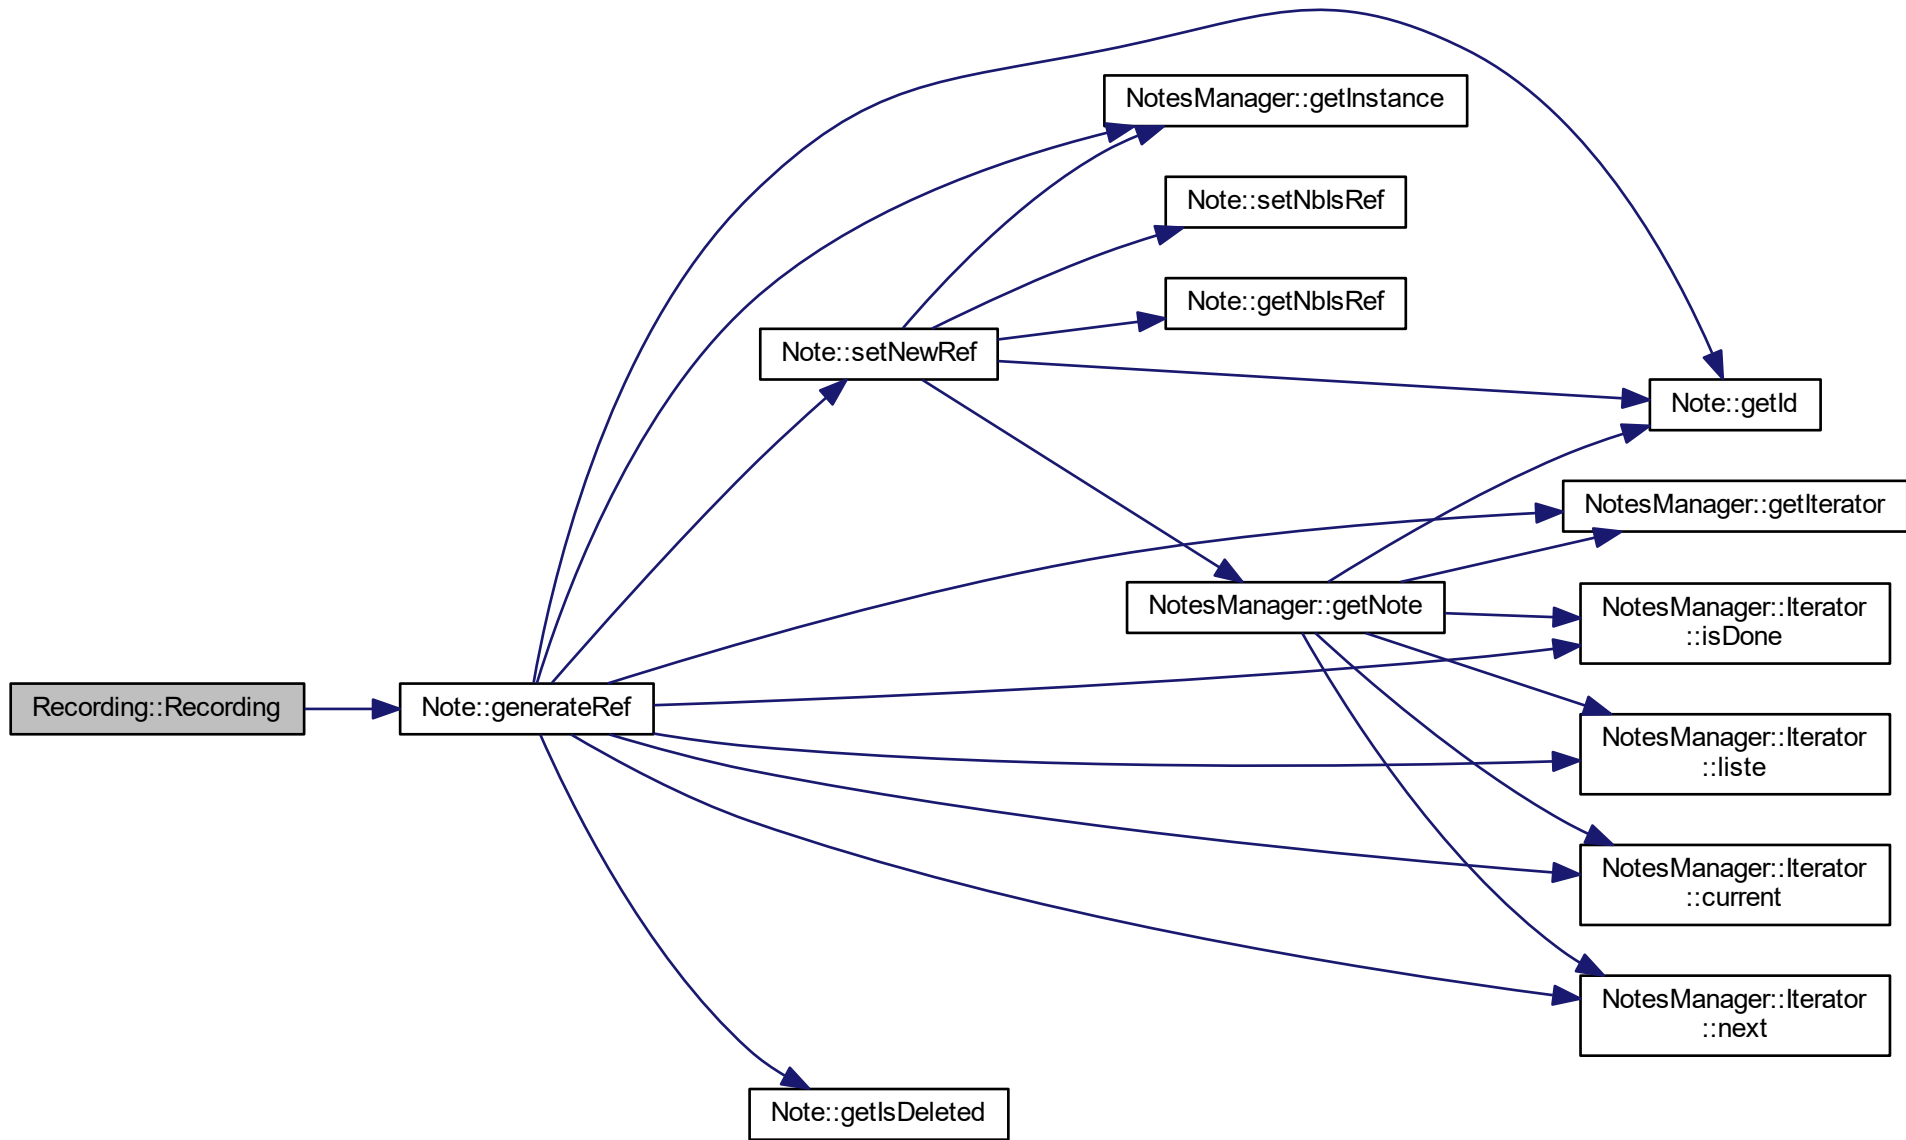 NotesManager::getInstance
Note::setNbIsRef
Note::getNbIsRef
Note::setNewRef
Note::getId
NotesManager::getIterator
NotesManager::getNote
NotesManager::Iterator
::isDone
Recording::Recording
Note::generateRef
NotesManager::Iterator
::liste
NotesManager::Iterator
::current
NotesManager::Iterator
::next
Note::getIsDeleted